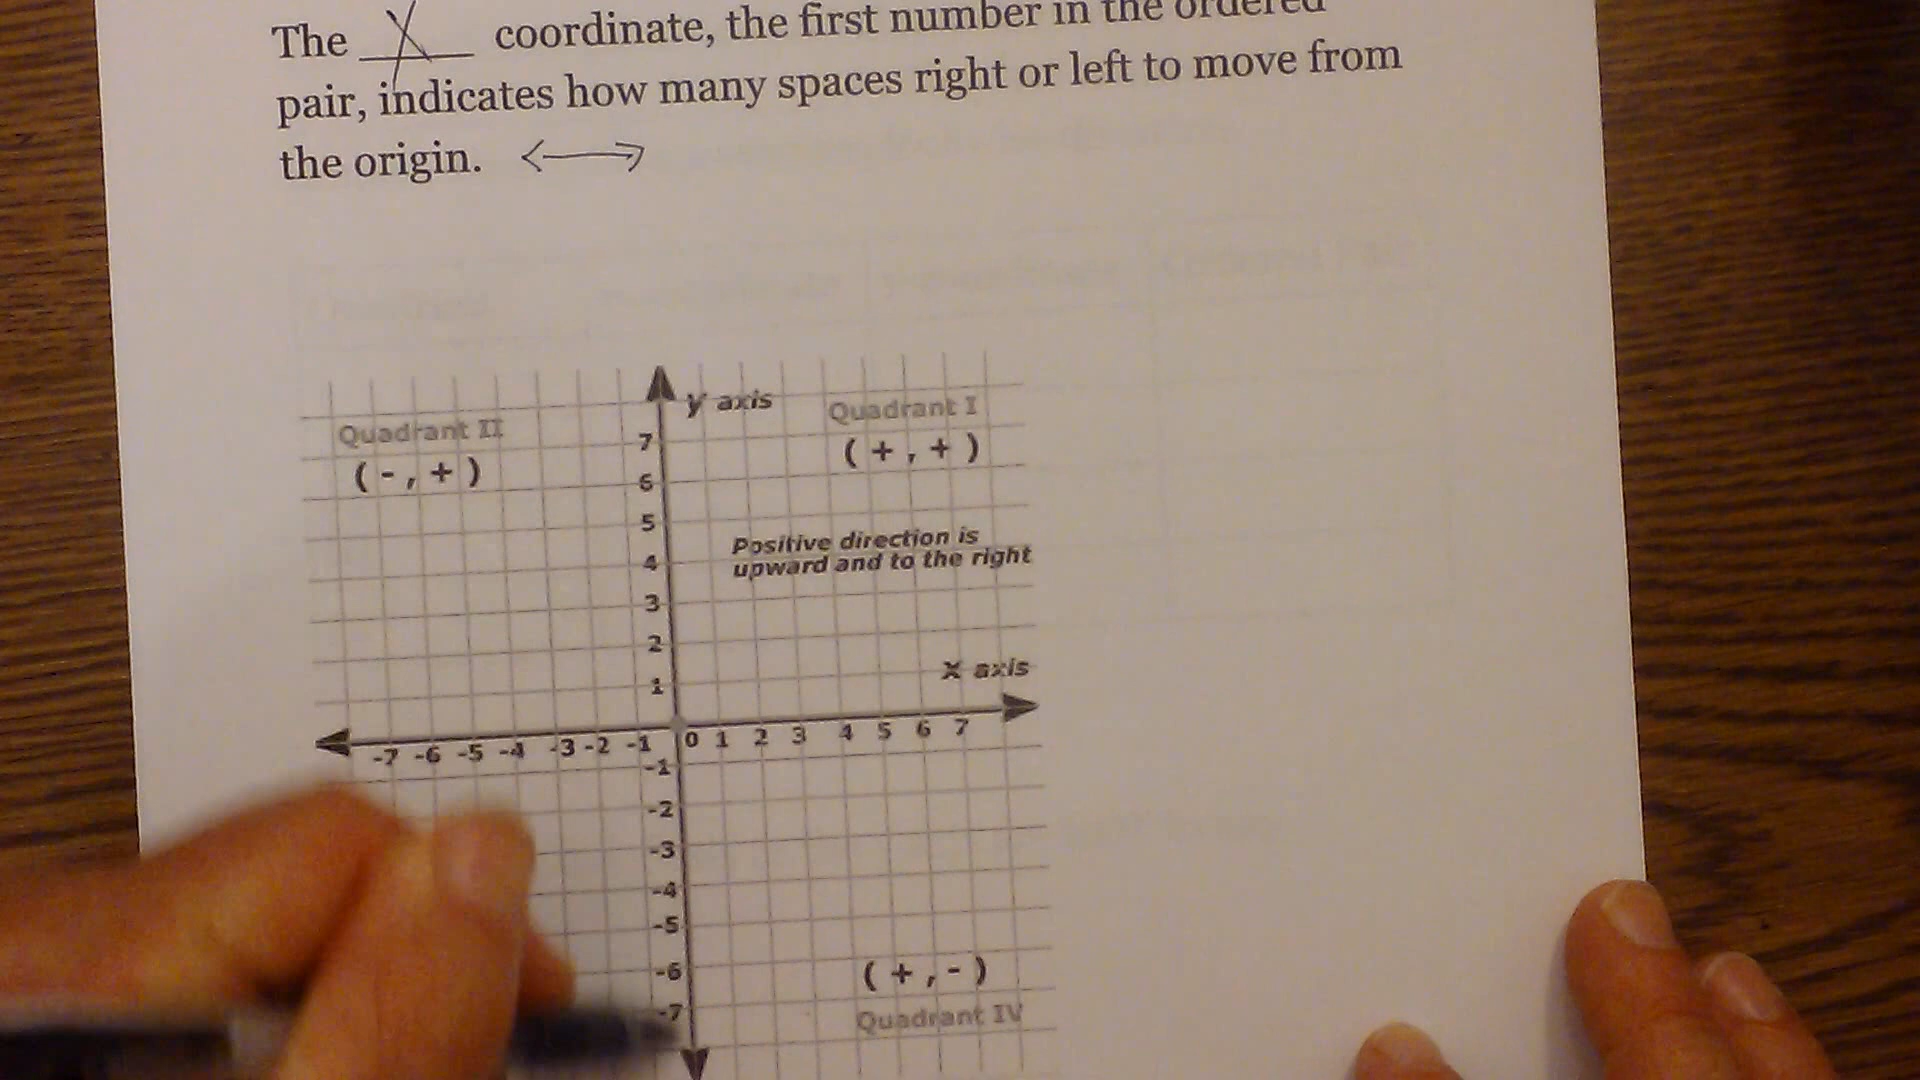 The X coordinate, the first number in the ordered
pair, indicates how many spaces right or left to move from
the origin.
y axis
Quadrant I
Quadrant II
7
(+,+)
(-,+)
6
5
Positive direction is
upward and to the right
4
3
2
X axis
1
-7 -6 -5 -4 -3 -2 -1 0 1 2 3 4 5 6 7
-1
-2
-3
-4
-5
-6
(+,-)
-7
Quadrant IV